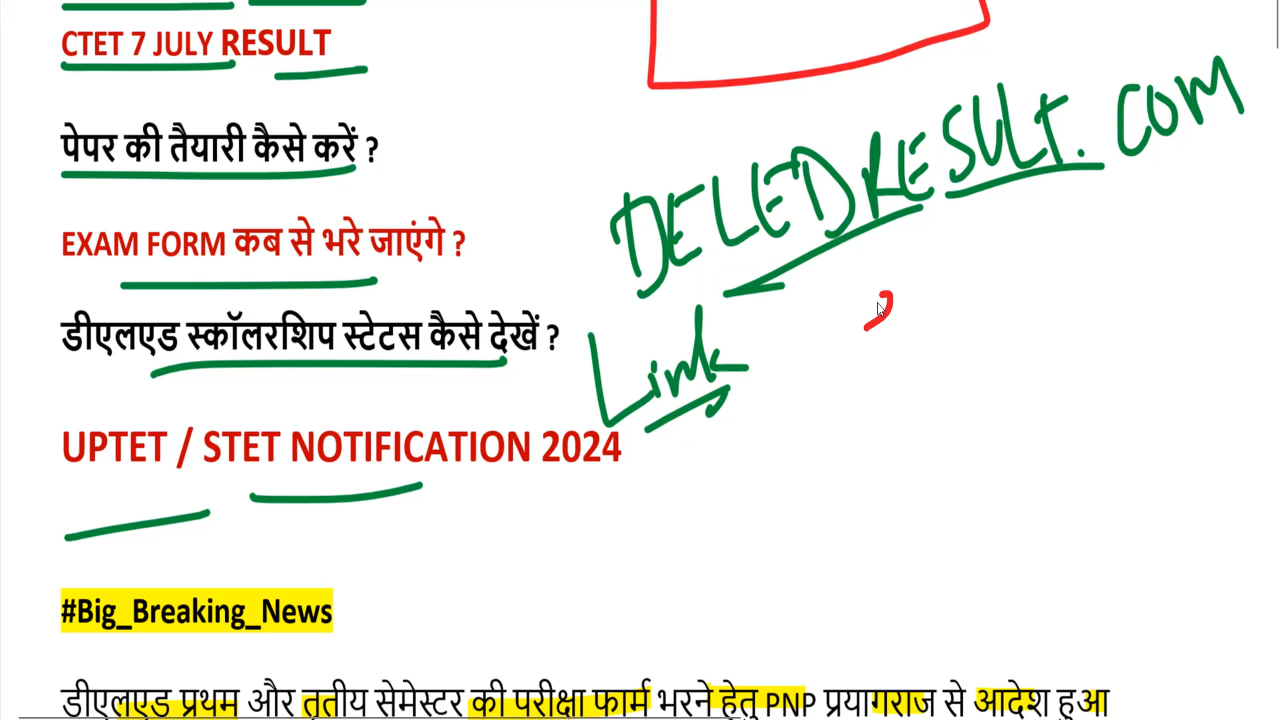 CTET 7 JULY RESULT
DELEDRESULT.COM
पेपर की तैयारी कैसे करें ?
EXAM FORM कब से भरे जाएंगे ?
डीएलएड स्कॉलरशिप स्टेटस कैसे देखें ?
Link
UPTET / STET NOTIFICATION 2024
#Big_Breaking_News
डीएलएड प्रथम और तृतीय सेमेस्टर की परीक्षा फार्म भरने हेतु PNP प्रयागराज से आदेश हुआ